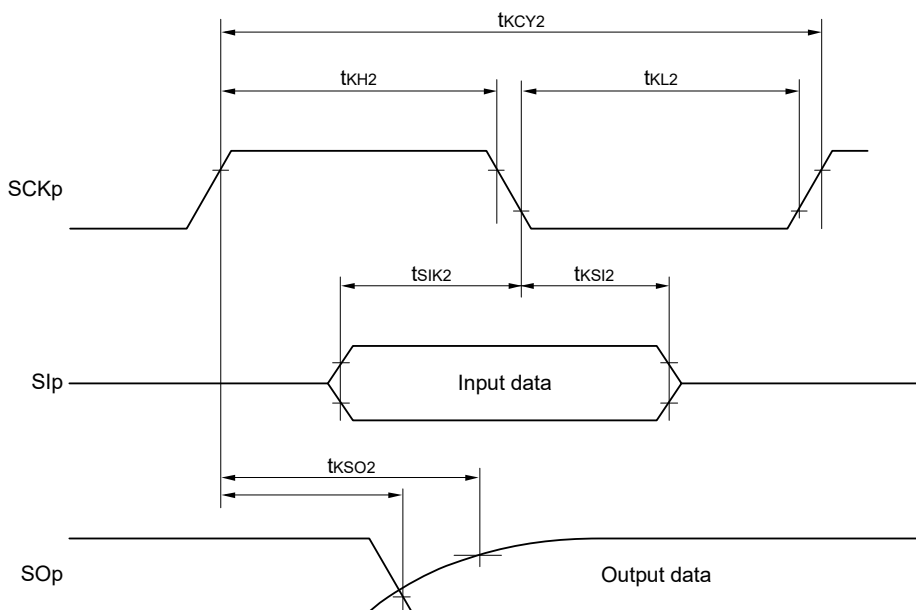 tKCY2
tKH2
tKL2
SCKp
tSIK2
tKSI2
SIp
Input data
tKSO2
SOp
Output data